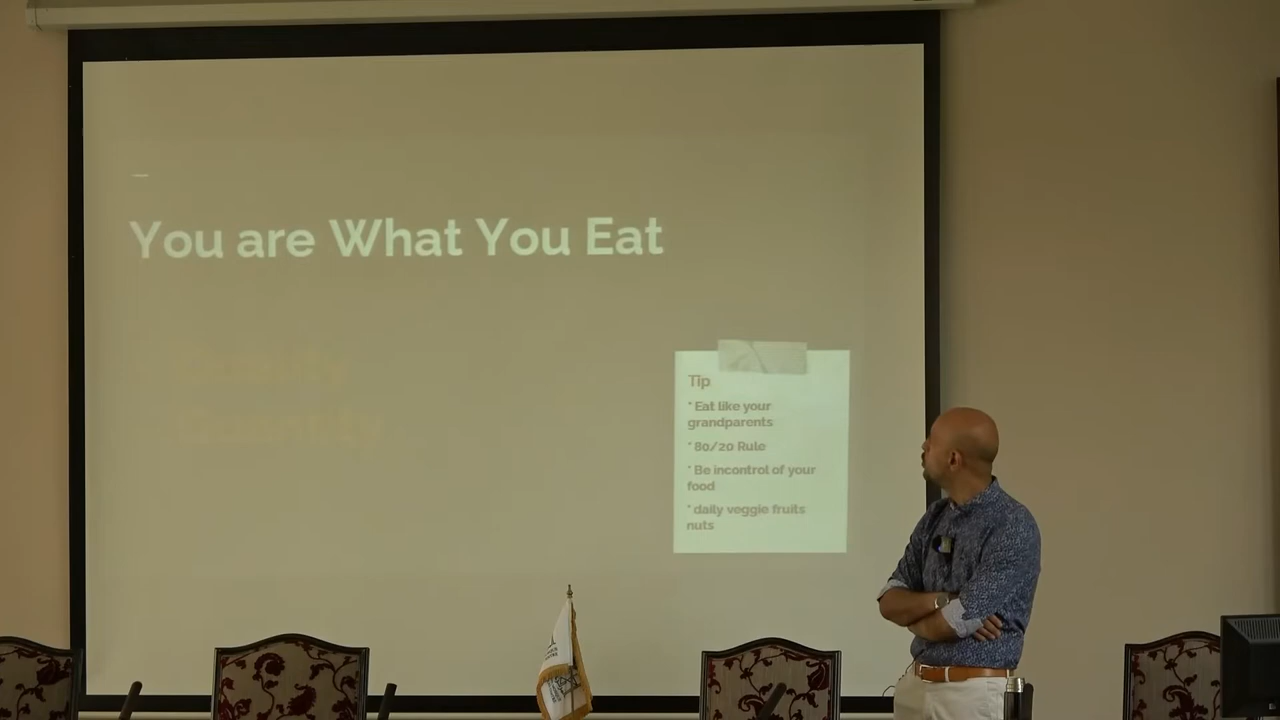 You are What You Eat
Tip
* Eat like your
grandparents
* 80/20 Rule
* Be incontrol of your
food
* daily veggie fruits
nuts